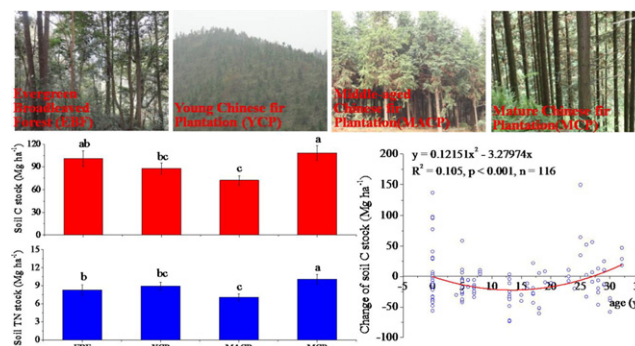 Evergreen
Broadleaved
Forest (EBF)
Young Chinese fir
Plantation (YCP)
Middle-aged
Chinese fir
Plantation(MACP)
Mature Chinese fir
Plantation(MCP)
Soil C stock (Mg ha⁻¹)
120
90
60
30
0
ab
bc
c
a
Soil TN stock (Mg ha⁻¹)
15
12
9
6
3
0
b
bc
c
a
Change of soil C stock (Mg ha⁻¹)
200
150
100
50
0
-50
-100
y = 0.12151x² - 3.27974x
R² = 0.105, p < 0.001, n = 116
-5
0
5
10
15
20
25
30
35
age (y